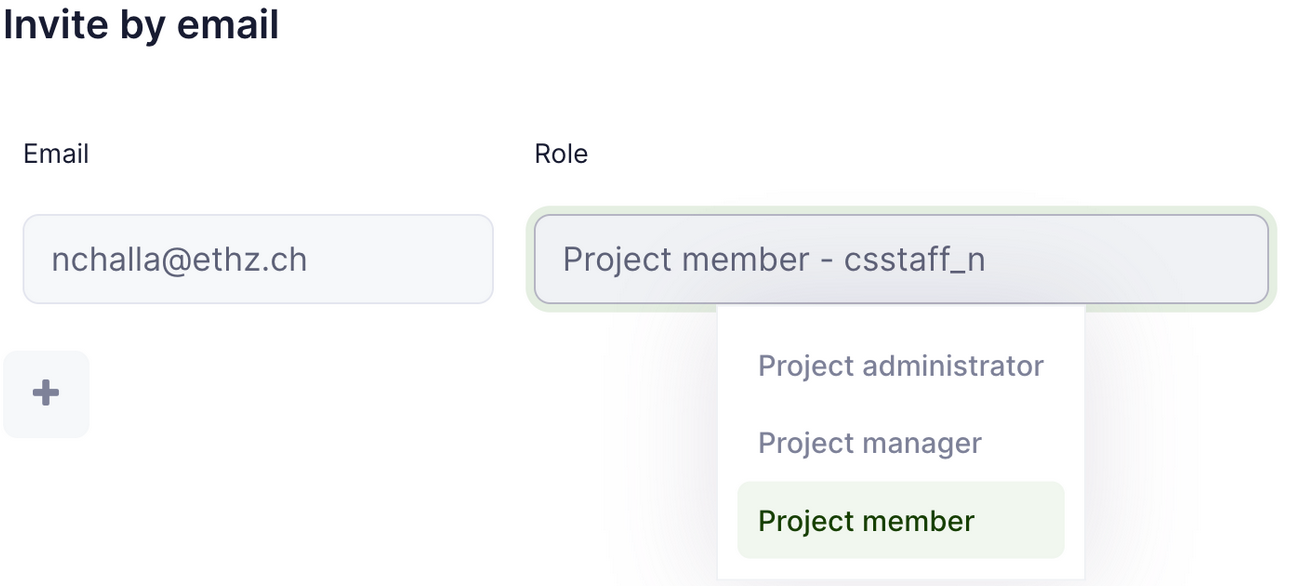 Invite by email
Email
Role
nchalla@ethz.ch
Project member - csstaff_n
Project administrator
Project manager
Project member